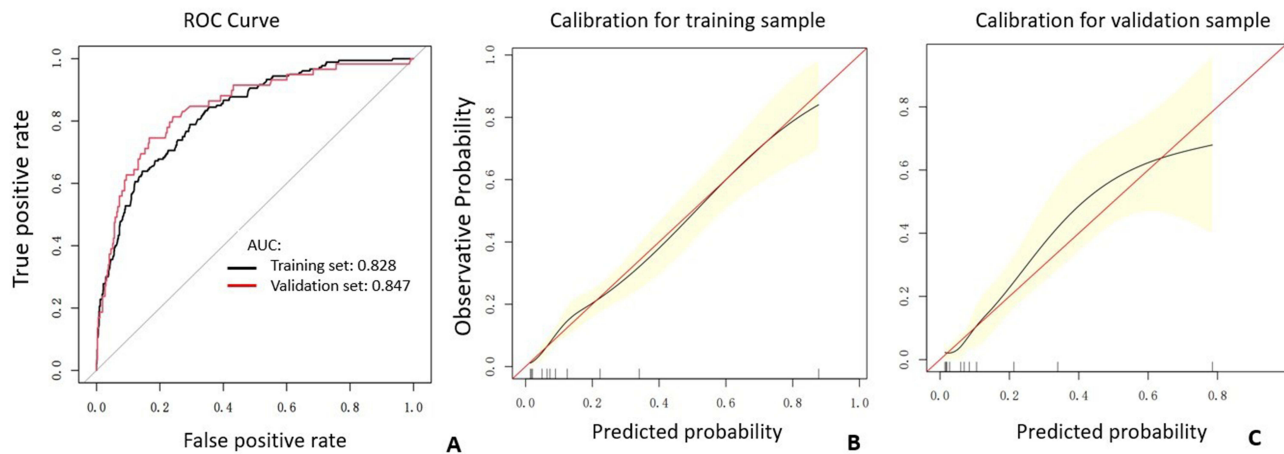 ROC Curve
True positive rate
1.0
0.8
0.6
0.4
0.2
0.0
AUC:
Training set: 0.828
Validation set: 0.847
0.0 0.2 0.4 0.6 0.8 1.0
False positive rate
A
Calibration for training sample
Observative Probability
1.0
0.8
0.6
0.4
0.2
0.0
0.0 0.2 0.4 0.6 0.8 1.0
Predicted probability
B
Calibration for validation sample
0.8
0.6
0.4
0.2
0.0
0.0 0.2 0.4 0.6 0.8
Predicted probability
C